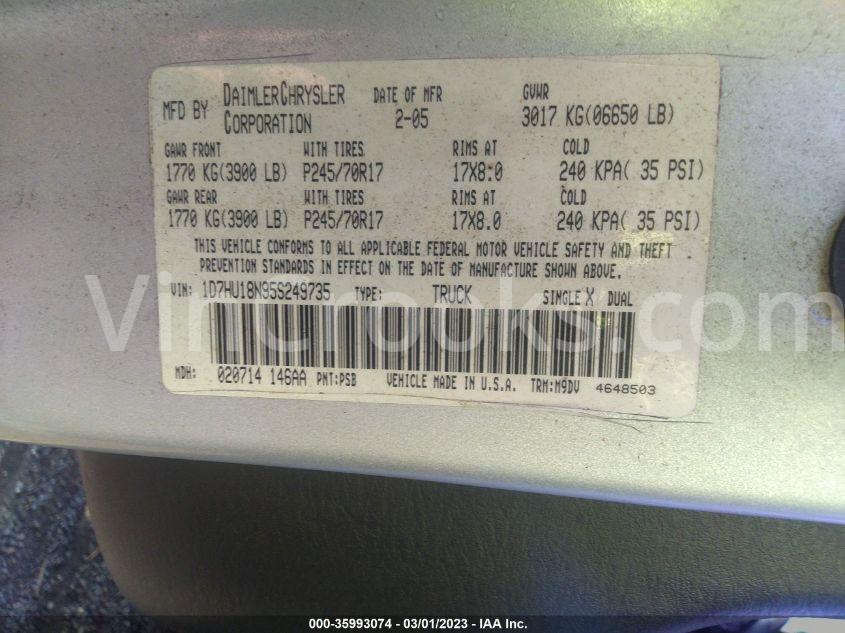 MFD BY DAIMLERCHRYSLER CORPORATION DATE OF MFR 2-05 GVWR 3017 KG(06650 LB)
GAWR FRONT WITH TIRES RIMS AT COLD
1770 KG(3900 LB) P245/70R17 17X8.0 240 KPA( 35 PSI)
GAWR REAR WITH TIRES RIMS AT COLD
1770 KG(3900 LB) P245/70R17 17X8.0 240 KPA( 35 PSI)
THIS VEHICLE CONFORMS TO ALL APPLICABLE FEDERAL MOTOR VEHICLE SAFETY AND THEFT
PREVENTION STANDARDS IN EFFECT ON THE DATE OF MANUFACTURE SHOWN ABOVE.
VIN: 1D7HU18N95S249735 TYPE: TRUCK SINGLE X DUAL
MDH: 020714 146AA PNT:PSB VEHICLE MADE IN U.S.A. TRM:M9DV 4648503
VinCrooks.com
000-35993074 - 03/01/2023 - IAA Inc.